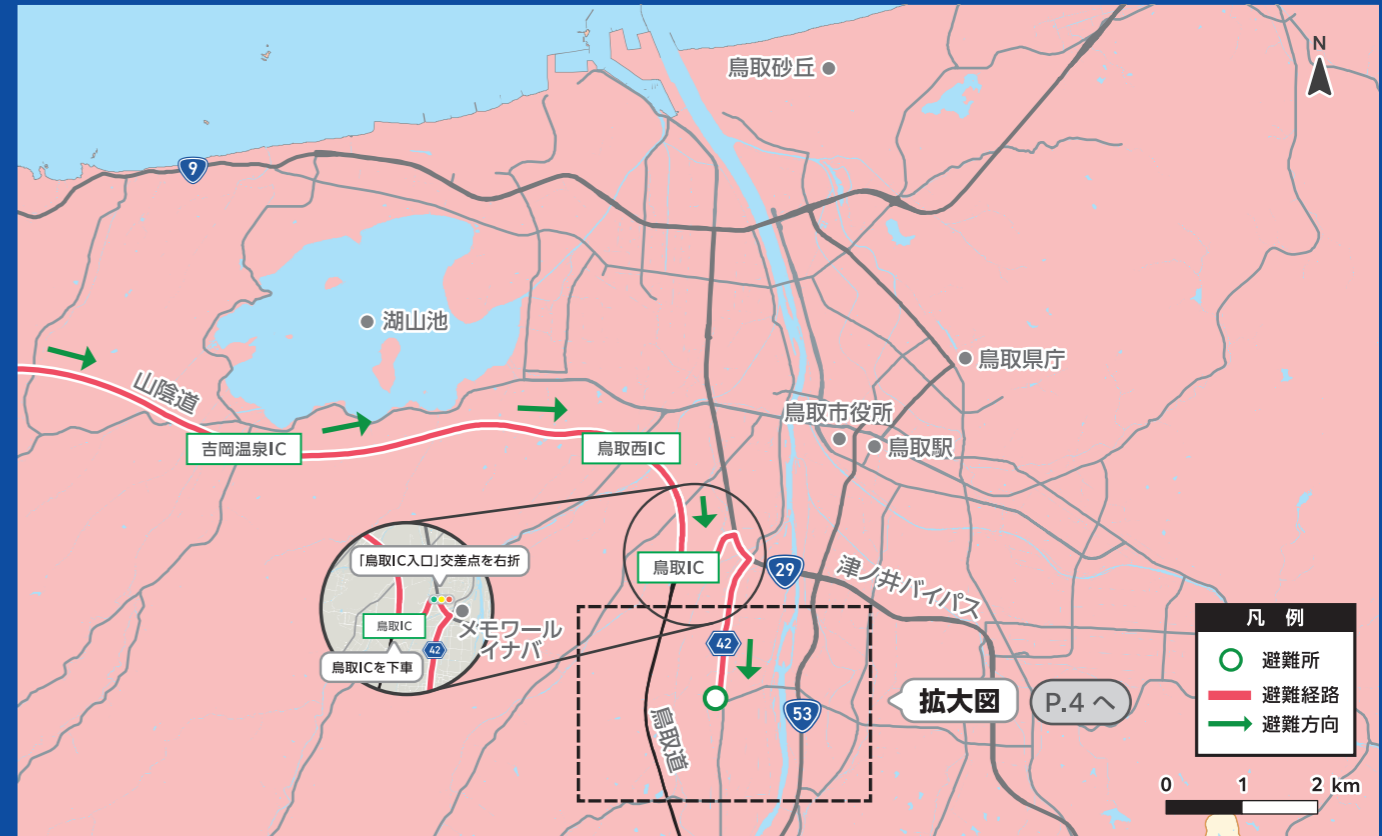 N
鳥取砂丘
9
湖山池
鳥取県庁
山陰道
鳥取市役所
鳥取駅
吉岡温泉IC
鳥取西IC
「鳥取IC入口」交差点を右折
鳥取IC
29
津ノ井バイパス
鳥取IC
メモワール
イナバ
42
鳥取ICを下車
42
53
鳥取道
拡大図
P.4 へ
凡 例
避難所
避難経路
避難方向
0 1 2 km